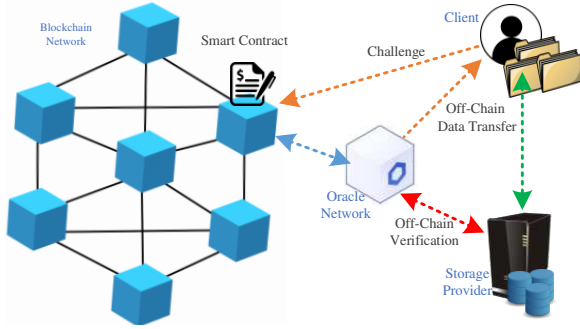 Blockchain
Network
Smart Contract
$
Client
Challenge
Off-Chain
Data Transfer
Oracle
Network
Off-Chain
Verification
Storage
Provider